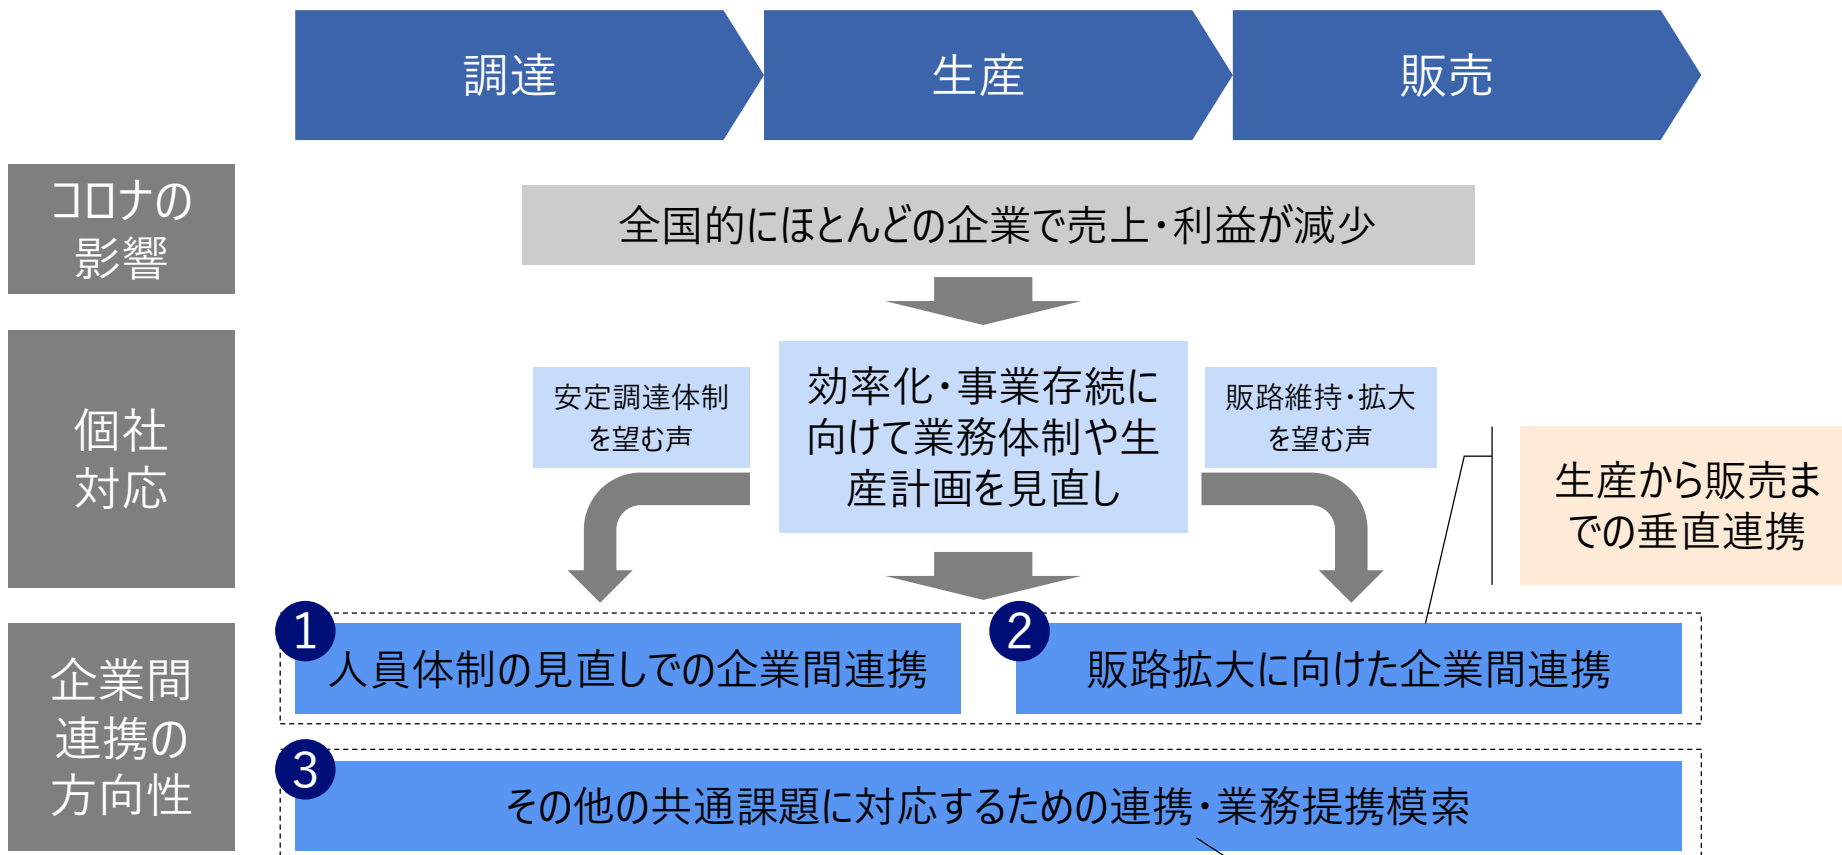 調達
生産
販売
コロナの
影響
全国的にほとんどの企業で売上・利益が減少
個社
対応
安定調達体制
を望む声
効率化・事業存続に
向けて業務体制や生
産計画を見直し
販路維持・拡大
を望む声
生産から販売ま
での垂直連携
企業間
連携の
方向性
1
人員体制の見直しでの企業間連携
2
販路拡大に向けた企業間連携
3
その他の共通課題に対応するための連携・業務提携模索